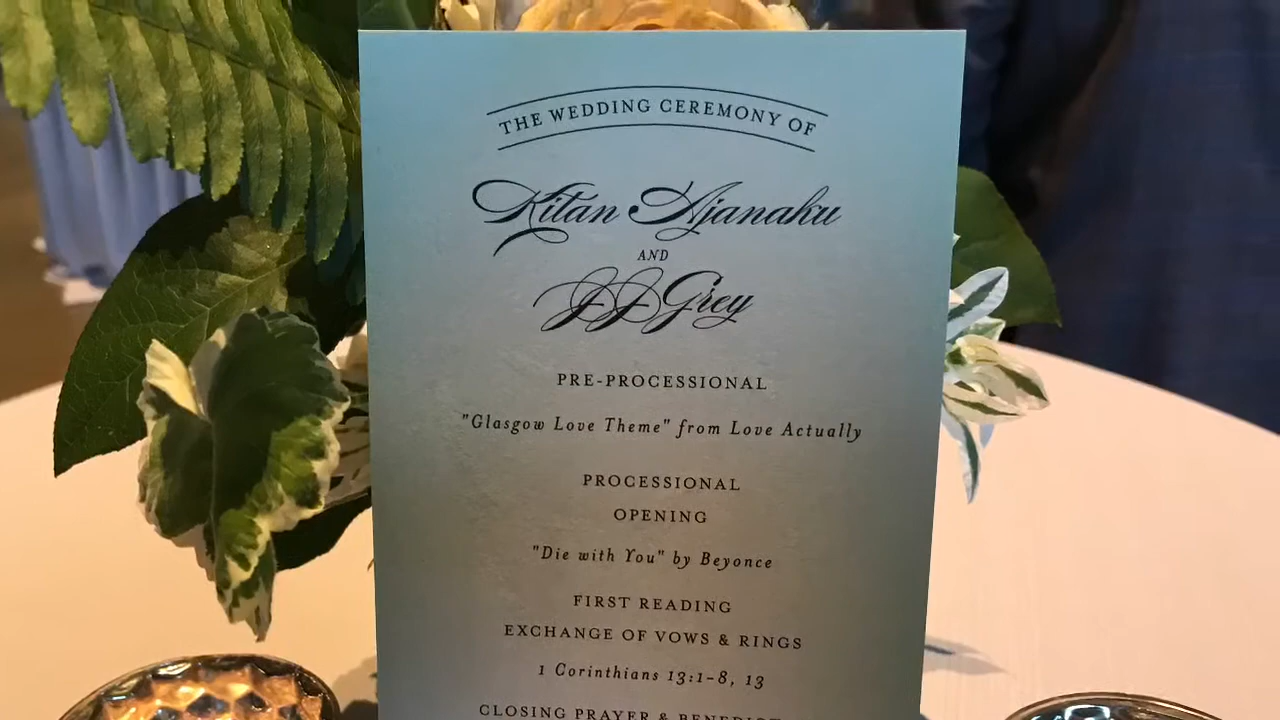 THE WEDDING CEREMONY OF
Kitan Ajanaku
AND
JJ Grey
PRE-PROCESSIONAL
"Glasgow Love Theme" from Love Actually
PROCESSIONAL
OPENING
"Die with You" by Beyonce
FIRST READING
EXCHANGE OF VOWS & RINGS
1 Corinthians 13:1-8, 13
CLOSING PRAYER &